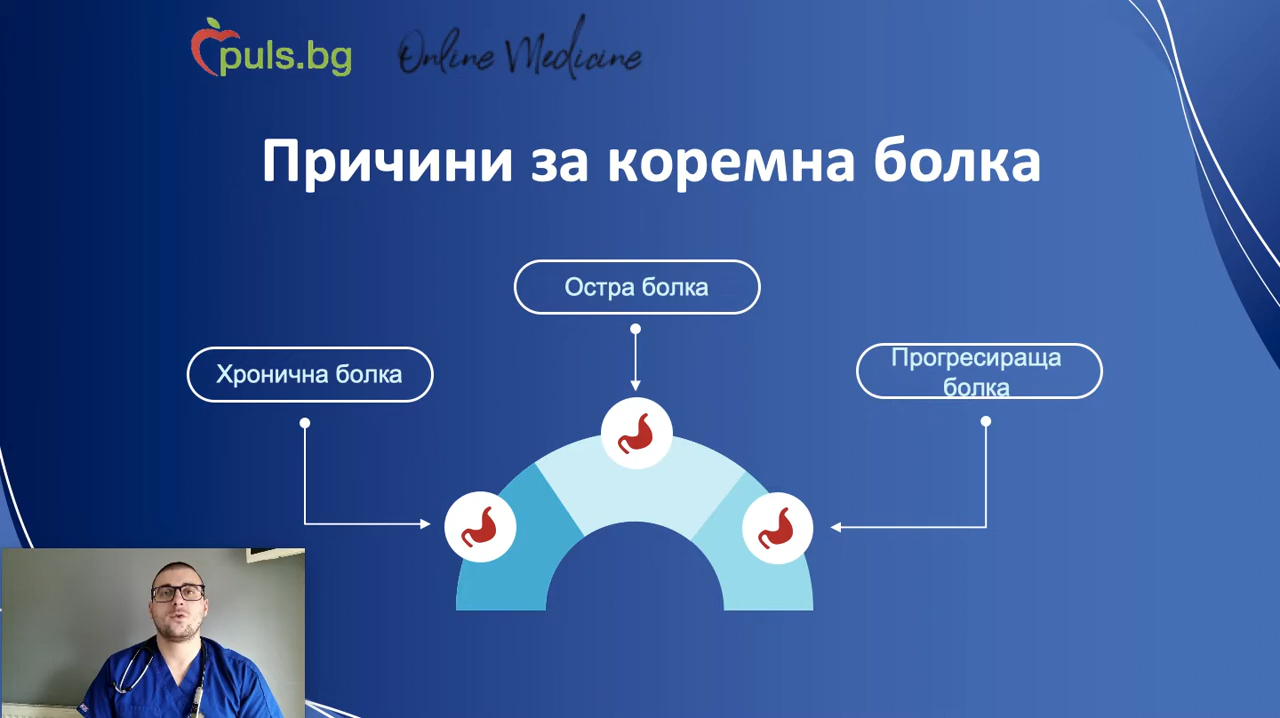 puls.bg
Online Medicine
Причини за коремна болка
Остра болка
Хронична болка
Прогресираща
болка